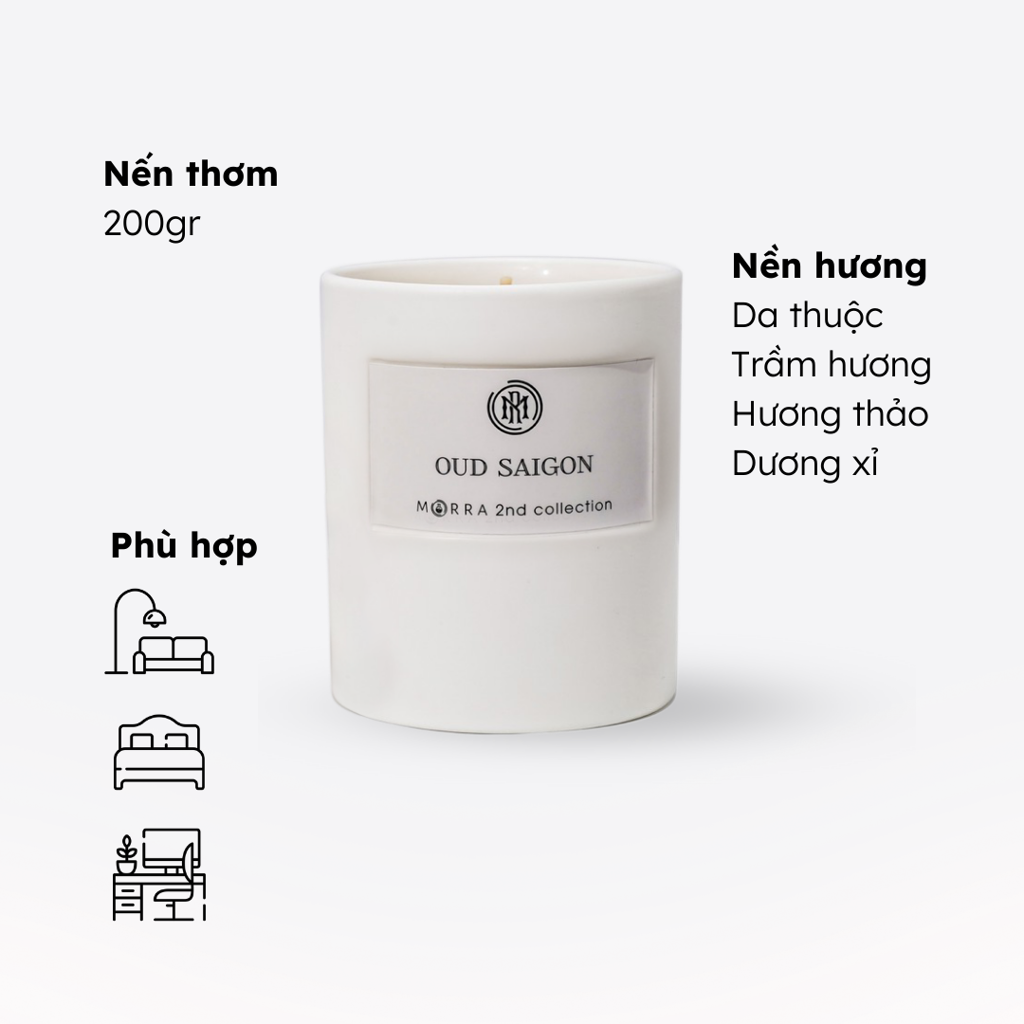 Nến thơm
200gr
Nền hương
Da thuộc
Trầm hương
Hương thảo
Dương xỉ
OUD SAIGON
MORRA 2nd collection
Phù hợp